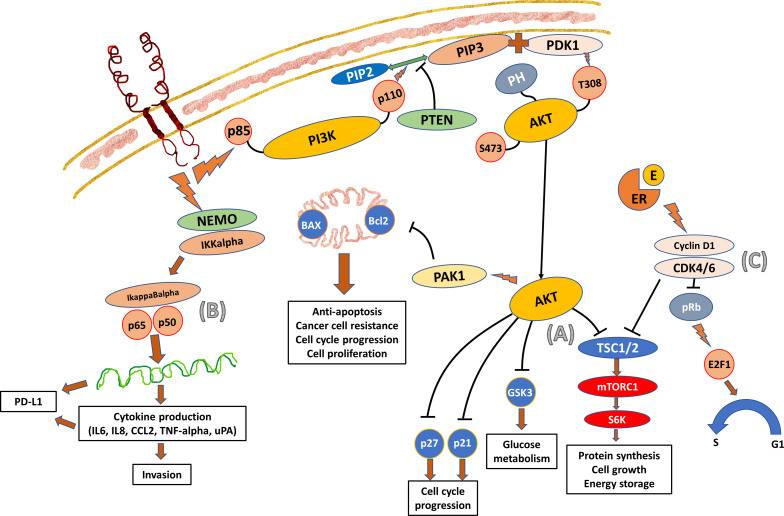 PIP3
PDK1
PIP2
p110
PH
T308
PTEN
AKT
p85
PI3K
S473
E
ER
NEMO
IKKalpha
BAX
Bcl2
Cyclin D1
CDK4/6
(C)
PAK1
IkappaBalpha
(B)
p65
p50
AKT
(A)
pRb
Anti-apoptosis
Cancer cell resistance
Cell cycle progression
Cell proliferation
TSC1/2
E2F1
GSK3
mTORC1
PD-L1
Cytokine production
(IL6, IL8, CCL2, TNF-alpha, uPA)
S6K
p27
p21
Glucose
metabolism
S
G1
Protein synthesis
Cell growth
Energy storage
Invasion
Cell cycle
progression